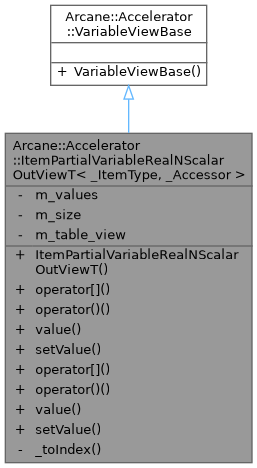 Arcane::Accelerator
::VariableViewBase
+ VariableViewBase()
Arcane::Accelerator
::ItemPartialVariableRealNScalar
OutViewT< _ItemType, _Accessor >
- m_values
- m_size
- m_table_view
+ ItemPartialVariableRealNScalar
OutViewT()
+ operator[]()
+ operator()()
+ value()
+ setValue()
+ operator[]()
+ operator()()
+ value()
+ setValue()
- _toIndex()